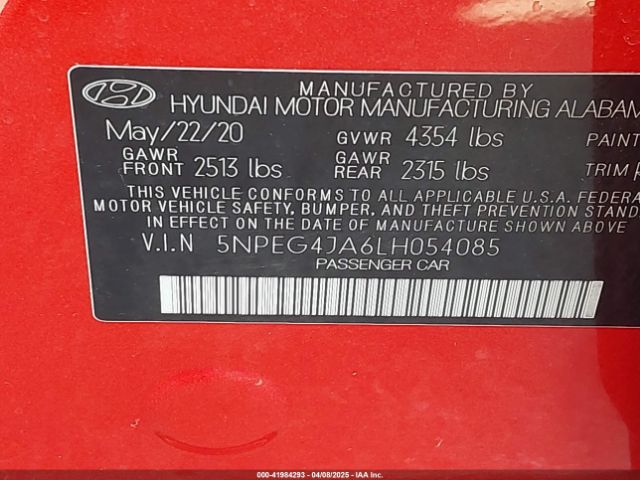 MANUFACTURED BY
HYUNDAI MOTOR MANUFACTURING ALABAM
May/22/20 GVWR 4354 lbs PAINT
GAWR FRONT 2513 lbs GAWR REAR 2315 lbs TRIM
THIS VEHICLE CONFORMS TO ALL APPLICABLE U.S.A. FEDERA
MOTOR VEHICLE SAFETY, BUMPER, AND THEFT PREVENTION STAND
IN EFFECT ON THE DATE OF MANUFACTURE SHOWN ABOVE
V.I.N 5NPEG4JA6LH054085
PASSENGER CAR
000-41984293 - 04/08/2025 - IAA Inc.